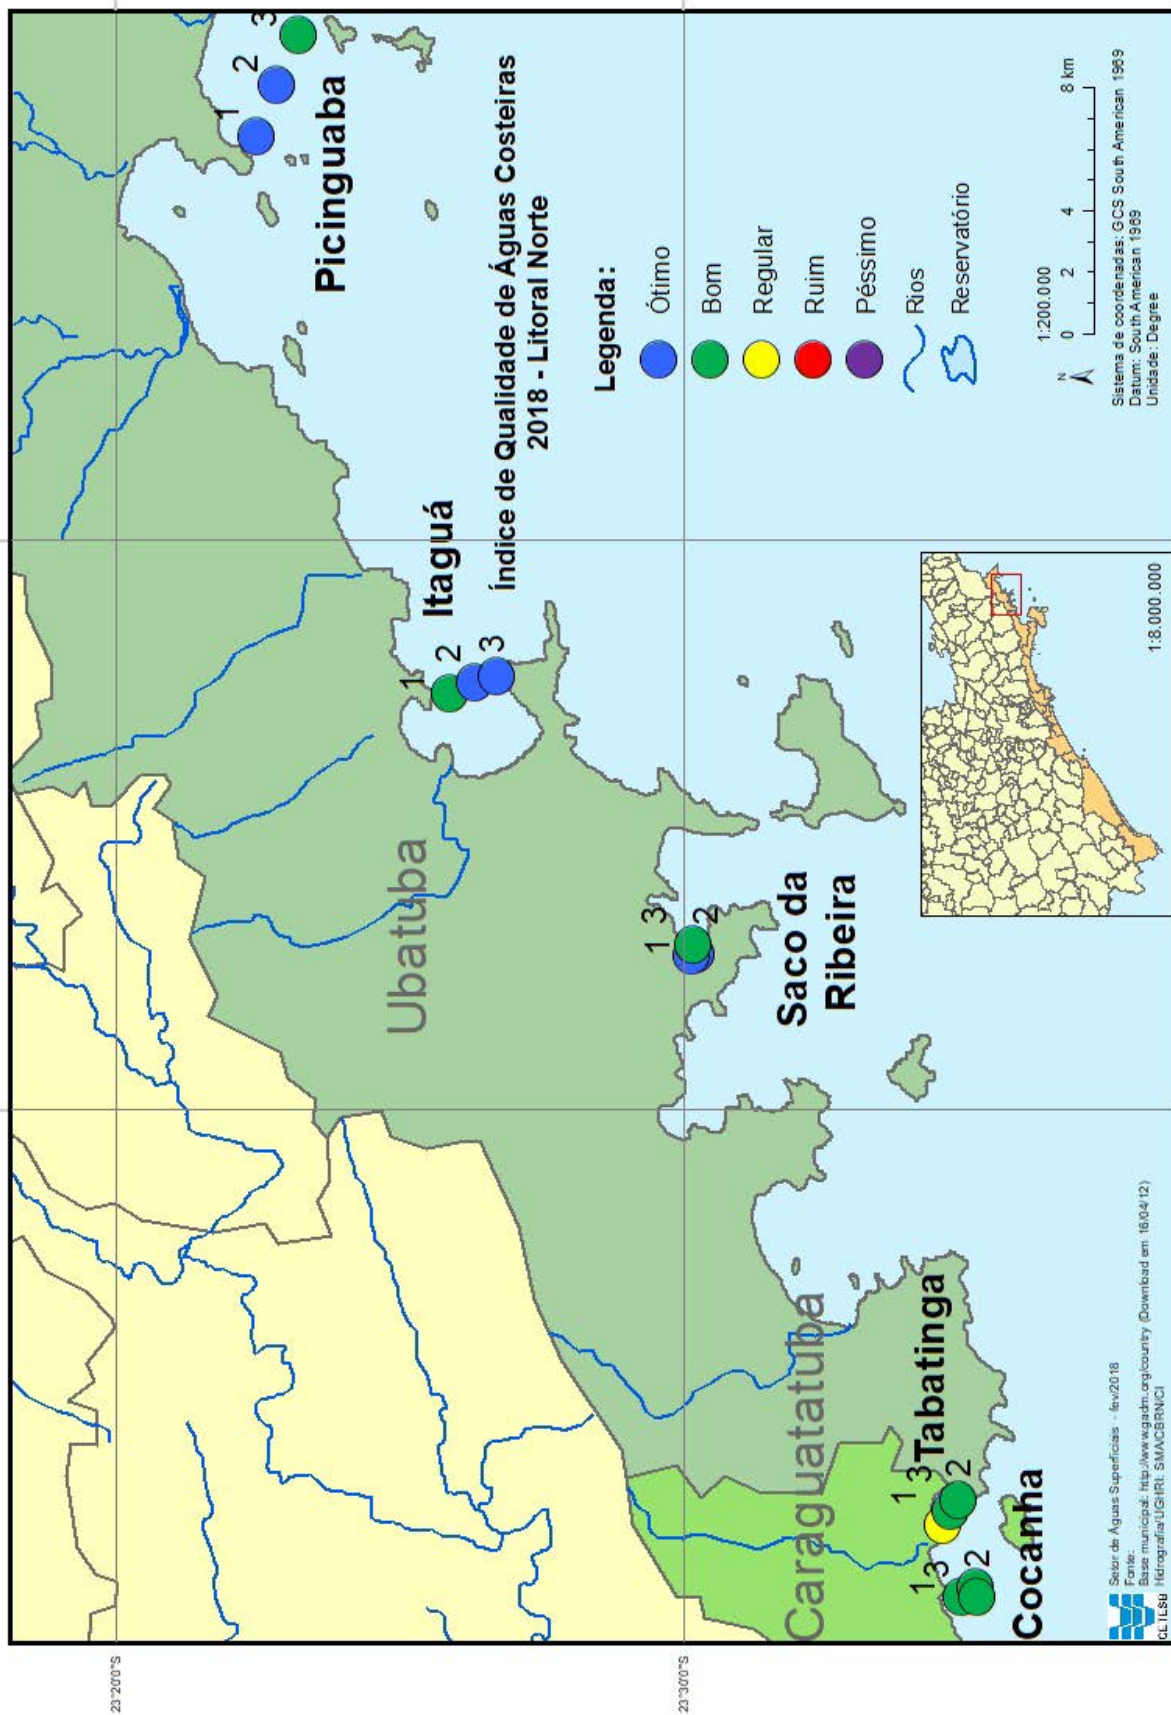 23°20'0"S
23°30'0"S
1
2
3
Picinguaba
Itaguá
1
2
3
Índice de Qualidade de Águas Costeiras
2018 - Litoral Norte
Ubatuba
1
3
2
Saco da
Ribeira
Caraguatatuba
1
3
2
Tabatinga
1
3
2
Cocanha
Legenda:
Ótimo
Bom
Regular
Ruim
Péssimo
Rios
Reservatório
N
1:200.000
0 2 4 8 km
Sistema de coordenadas: GCS South American 1969
Datum: South American 1969
Unidade: Degree
1:8.000.000
CETESB
Setor de Águas Superficiais - fev/2018
Fonte:
Base municipal: http://www.gadm.org/country (Download em 16/04/12)
Hidrografia/UGHRI: SMA/CBRN/CI